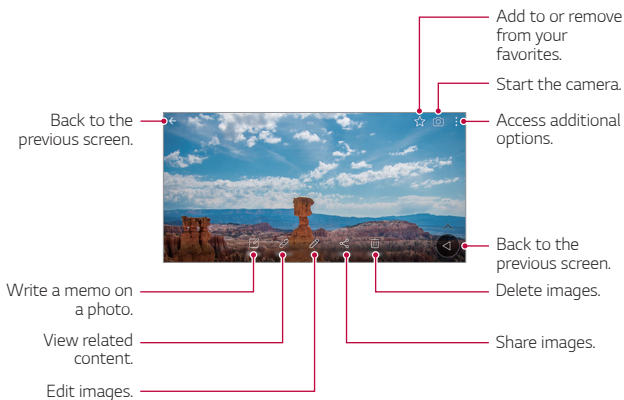 Add to or remove
from your
favorites.
Start the camera.
Back to the
previous screen.
Access additional
options.
Back to the
previous screen.
Write a memo on
a photo.
Delete images.
View related
content.
Share images.
Edit images.